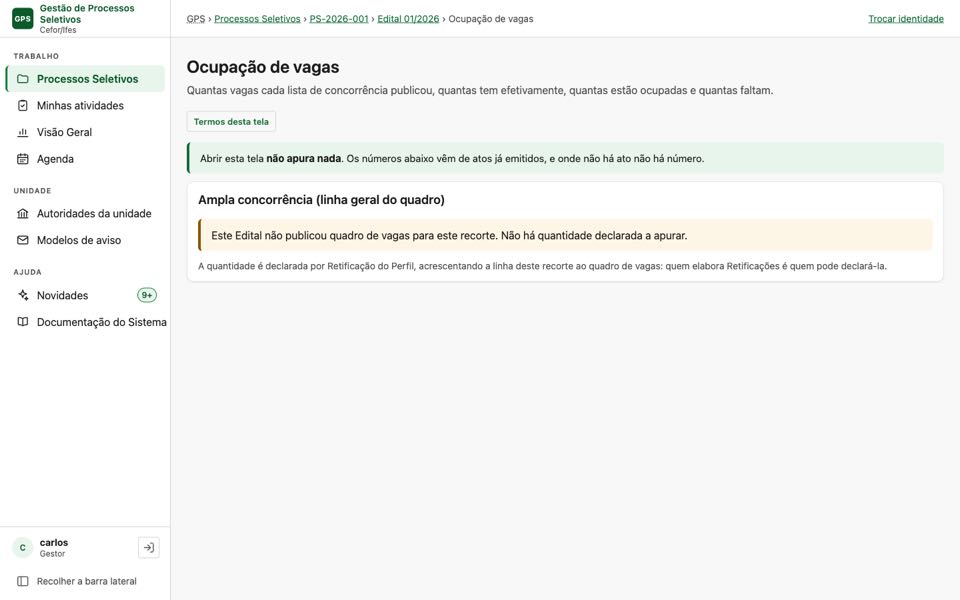 GPS
Gestão de Processos
Seletivos
Cefor/Ifes
GPS › Processos Seletivos › PS-2026-001 › Edital 01/2026 › Ocupação de vagas
Trocar identidade
TRABALHO
Processos Seletivos
Minhas atividades
Visão Geral
Agenda
UNIDADE
Autoridades da unidade
Modelos de aviso
AJUDA
Novidades
9+
Documentação do Sistema
Ocupação de vagas
Quantas vagas cada lista de concorrência publicou, quantas tem efetivamente, quantas estão ocupadas e quantas faltam.
Termos desta tela
Abrir esta tela não apura nada. Os números abaixo vêm de atos já emitidos, e onde não há ato não há número.
Ampla concorrência (linha geral do quadro)
Este Edital não publicou quadro de vagas para este recorte. Não há quantidade declarada a apurar.
A quantidade é declarada por Retificação do Perfil, acrescentando a linha deste recorte ao quadro de vagas: quem elabora Retificações é quem pode declará-la.
C
carlos
Gestor
Recolher a barra lateral